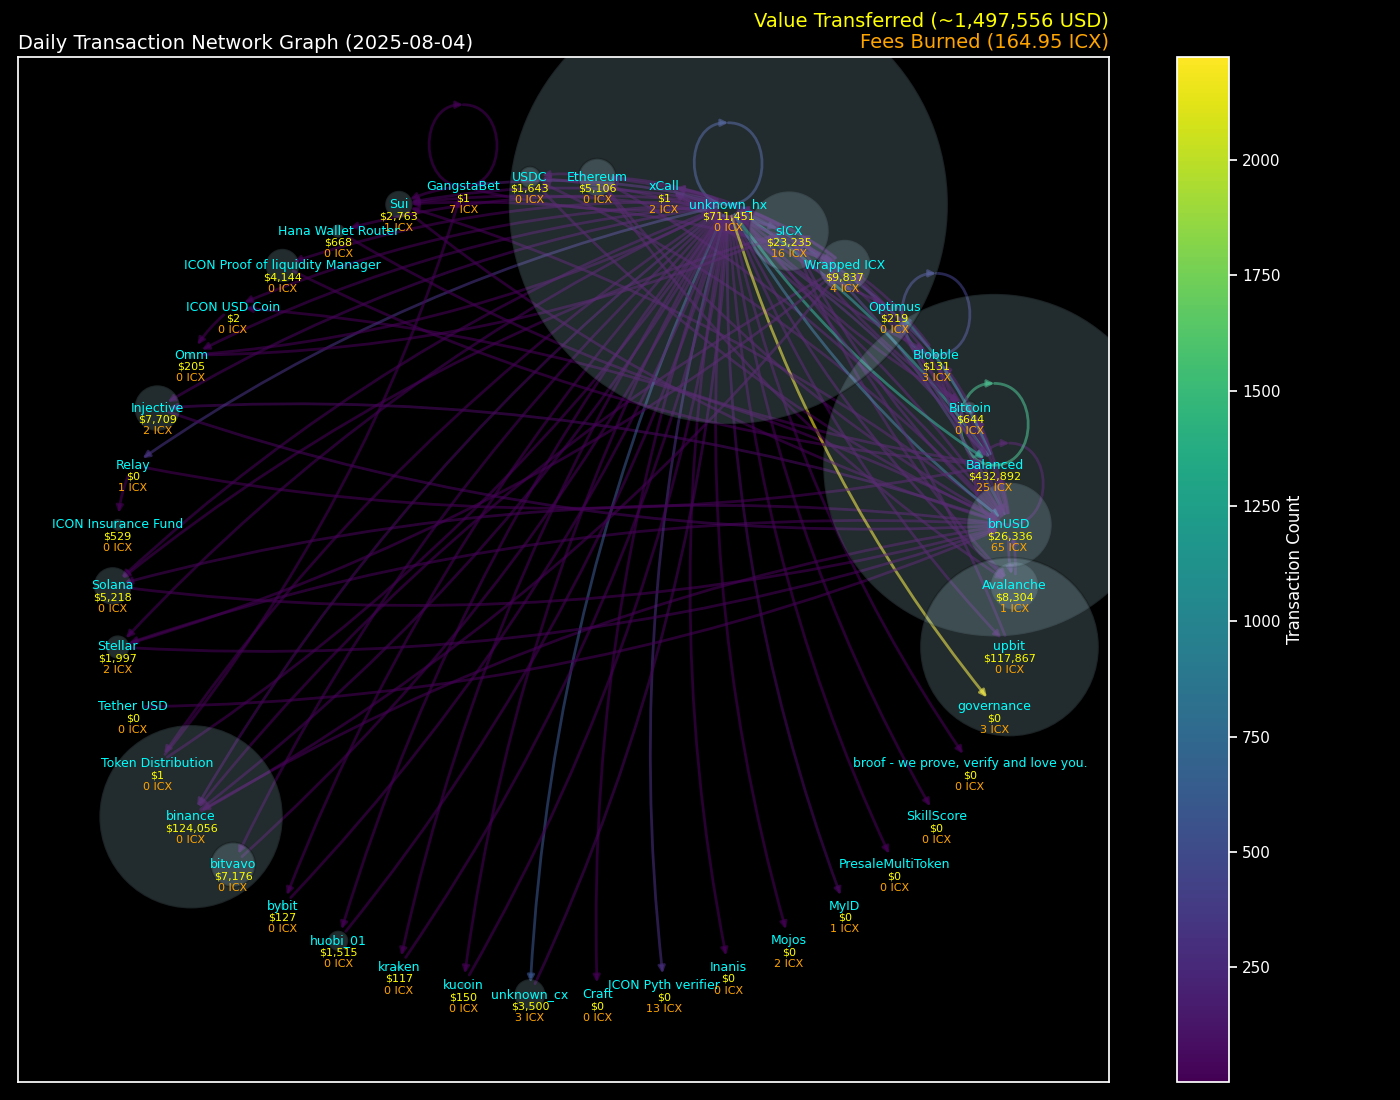 Value Transferred (~1,497,556 USD)
Daily Transaction Network Graph (2025-08-04)
Fees Burned (164.95 ICX)
GangstaBet
$1
7 ICX
USDC
$1,643
0 ICX
Ethereum
$5,106
0 ICX
xCall
$1
2 ICX
unknown_hx
$711,451
0 ICX
Sui
$2,763
1 ICX
sICX
$23,235
16 ICX
Hana Wallet Router
$668
0 ICX
Wrapped ICX
$9,837
4 ICX
ICON Proof of liquidity Manager
$4,144
0 ICX
Optimus
$219
0 ICX
ICON USD Coin
$2
0 ICX
Blobble
$131
3 ICX
Omm
$205
0 ICX
Bitcoin
$644
0 ICX
Injective
$7,709
2 ICX
Balanced
$432,892
25 ICX
Relay
$0
1 ICX
bnUSD
$26,336
65 ICX
ICON Insurance Fund
$529
0 ICX
Avalanche
$8,304
1 ICX
Solana
$5,218
0 ICX
upbit
$117,867
0 ICX
Stellar
$1,997
2 ICX
governance
$0
3 ICX
Tether USD
$0
0 ICX
broof - we prove, verify and love you.
$0
0 ICX
Token Distribution
$1
0 ICX
SkillScore
$0
0 ICX
binance
$124,056
0 ICX
PresaleMultiToken
$0
0 ICX
bitvavo
$7,176
0 ICX
MyID
$0
1 ICX
bybit
$127
0 ICX
Mojos
$0
2 ICX
huobi_01
$1,515
0 ICX
Inanis
$0
0 ICX
kraken
$117
0 ICX
ICON Pyth verifier
$0
13 ICX
kucoin
$150
0 ICX
Craft
$0
0 ICX
unknown_cx
$3,500
3 ICX
2000
1750
1500
1250
1000
750
500
250
Transaction Count